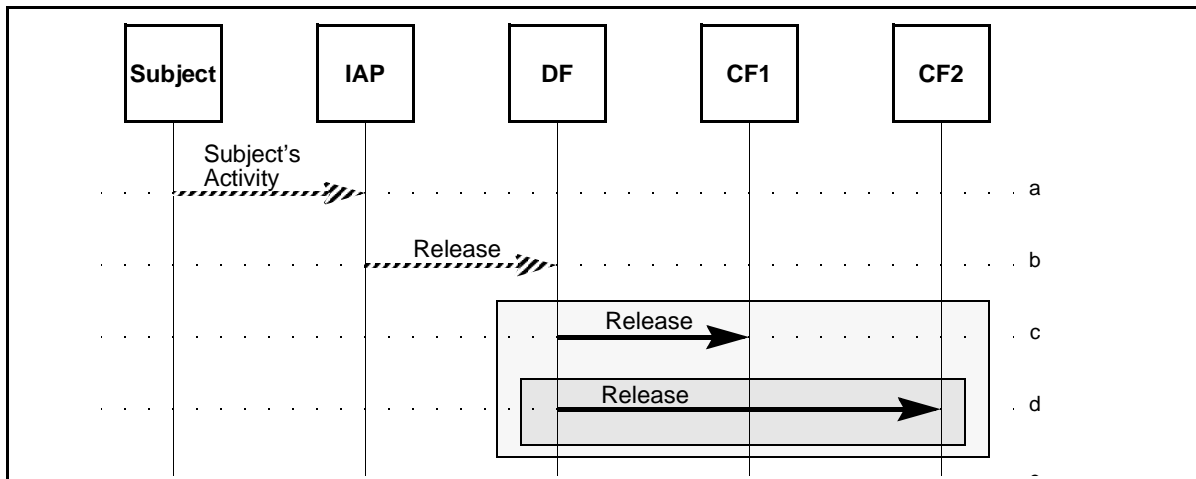 Subject IAP DF CF1 CF2
Subject's
Activity
a
Release
b
Release
c
Release
d